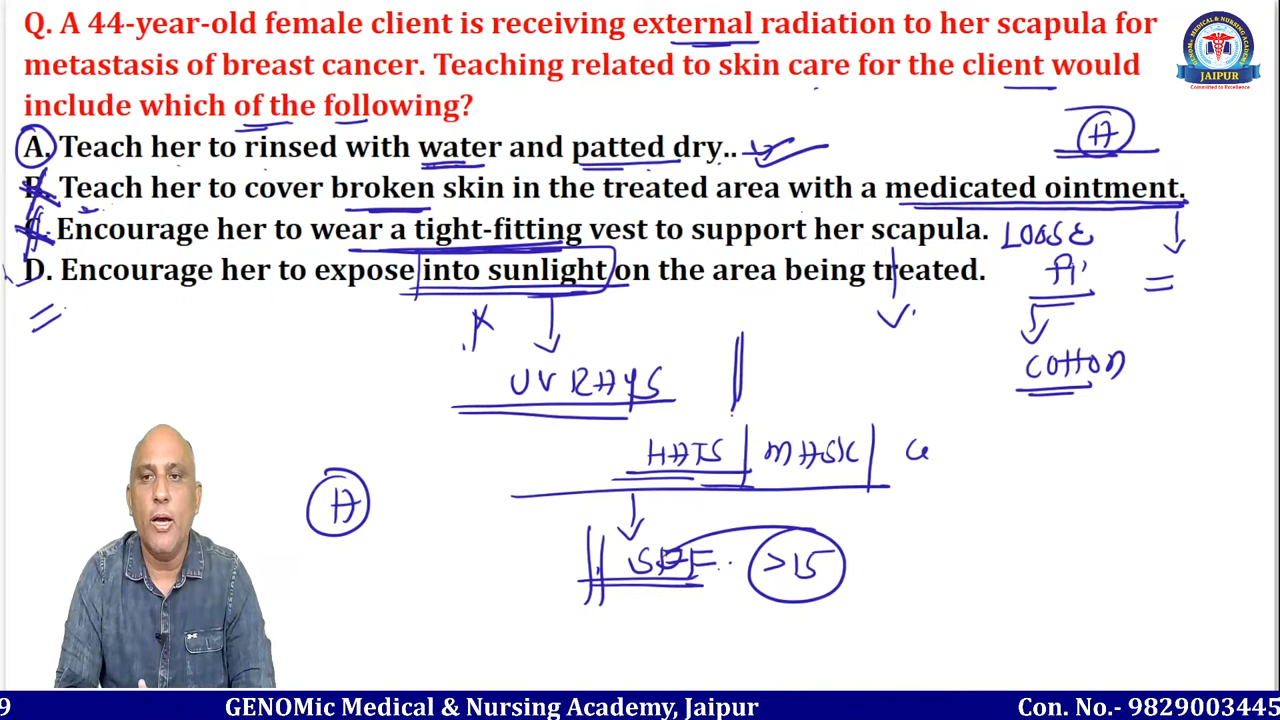 Q. A 44-year-old female client is receiving external radiation to her scapula for
metastasis of breast cancer. Teaching related to skin care for the client would
include which of the following?
A. Teach her to rinsed with water and patted dry..
B. Teach her to cover broken skin in the treated area with a medicated ointment.
C. Encourage her to wear a tight-fitting vest to support her scapula.
D. Encourage her to expose into sunlight on the area being treated.
A
LOOSE
COTTON
UV RAYS
HATS | MASK |
A
SPF.. >15
JAIPUR
Committed to Excellence
9 GENOMic Medical & Nursing Academy, Jaipur Con. No.- 9829003445